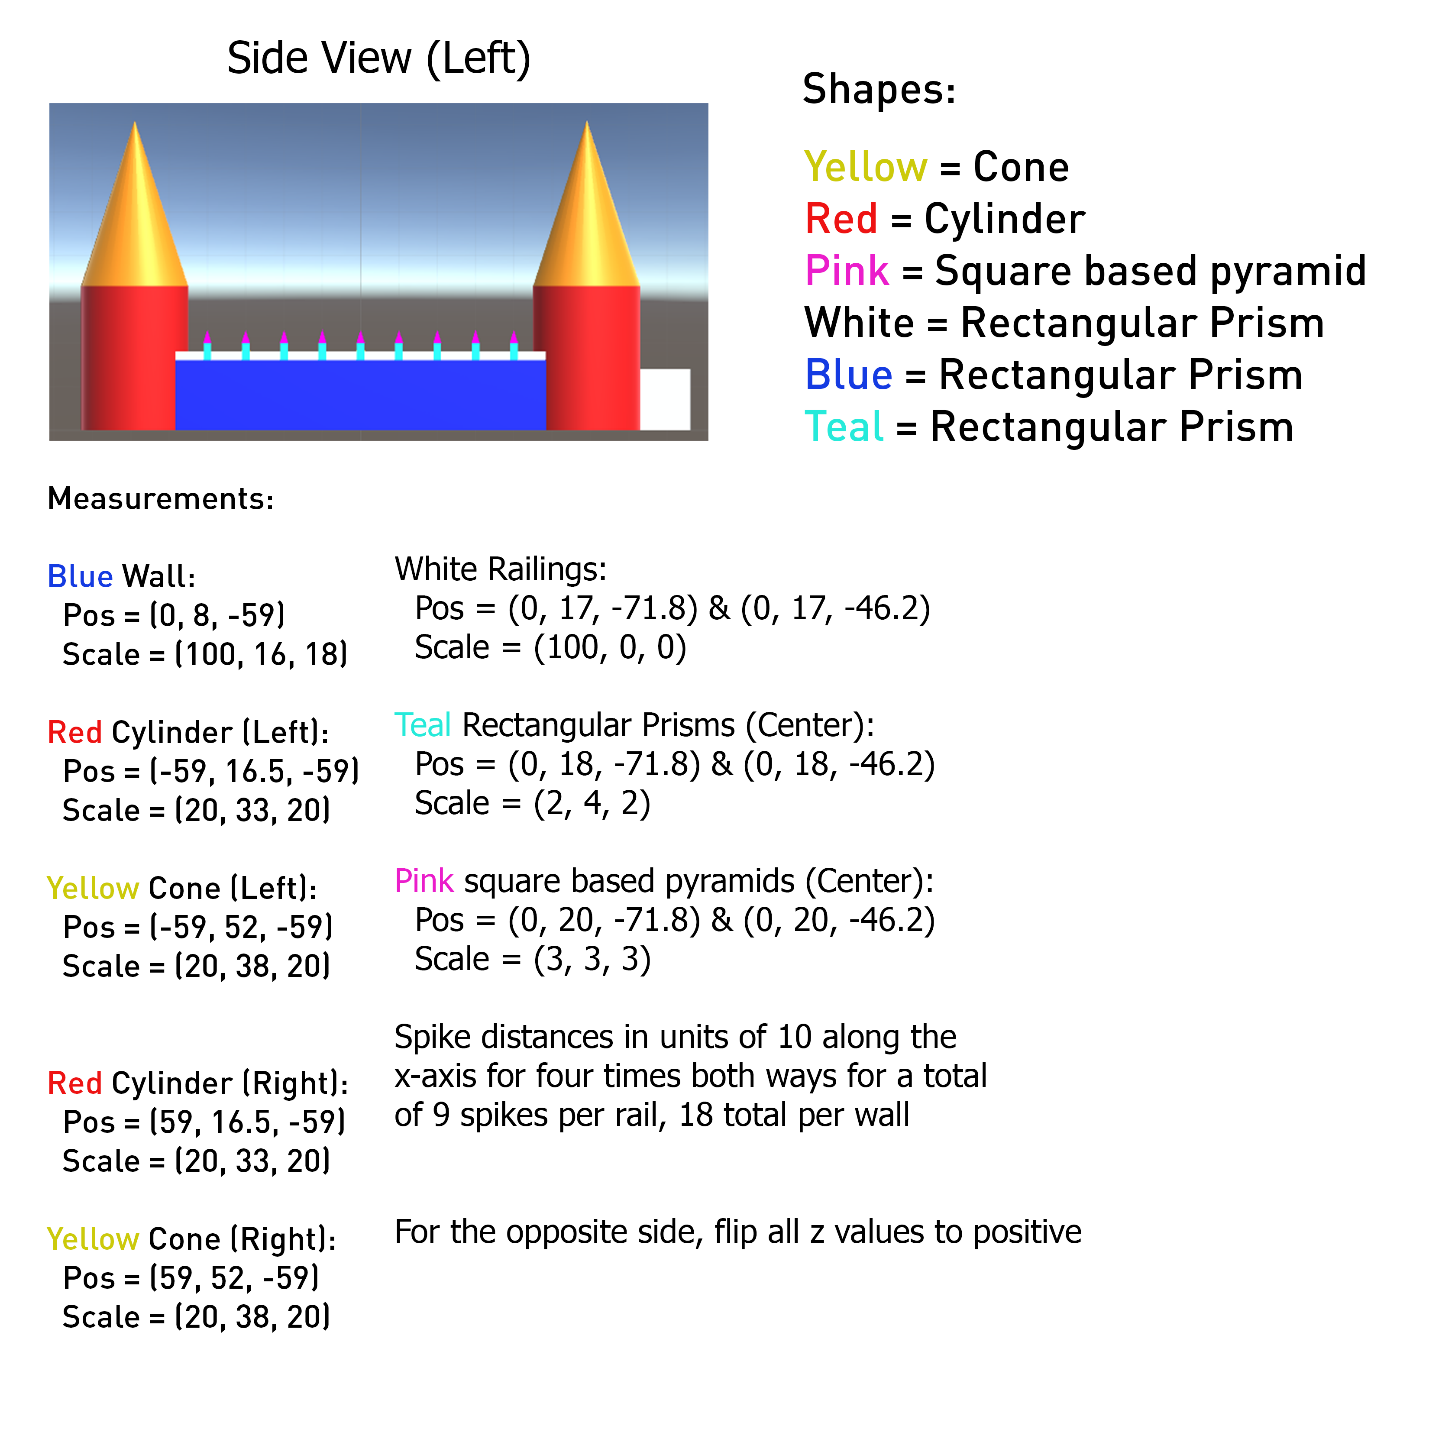 Side View (Left)
Shapes:
Yellow = Cone
Red = Cylinder
Pink = Square based pyramid
White = Rectangular Prism
Blue = Rectangular Prism
Teal = Rectangular Prism
Measurements:
Blue Wall:
Pos = (0, 8, -59)
Scale = (100, 16, 18)
Red Cylinder (Left):
Pos = (-59, 16.5, -59)
Scale = (20, 33, 20)
Yellow Cone (Left):
Pos = (-59, 52, -59)
Scale = (20, 38, 20)
Red Cylinder (Right):
Pos = (59, 16.5, -59)
Scale = (20, 33, 20)
Yellow Cone (Right):
Pos = (59, 52, -59)
Scale = (20, 38, 20)
White Railings:
Pos = (0, 17, -71.8) & (0, 17, -46.2)
Scale = (100, 0, 0)
Teal Rectangular Prisms (Center):
Pos = (0, 18, -71.8) & (0, 18, -46.2)
Scale = (2, 4, 2)
Pink square based pyramids (Center):
Pos = (0, 20, -71.8) & (0, 20, -46.2)
Scale = (3, 3, 3)
Spike distances in units of 10 along the
x-axis for four times both ways for a total
of 9 spikes per rail, 18 total per wall
For the opposite side, flip all z values to positive